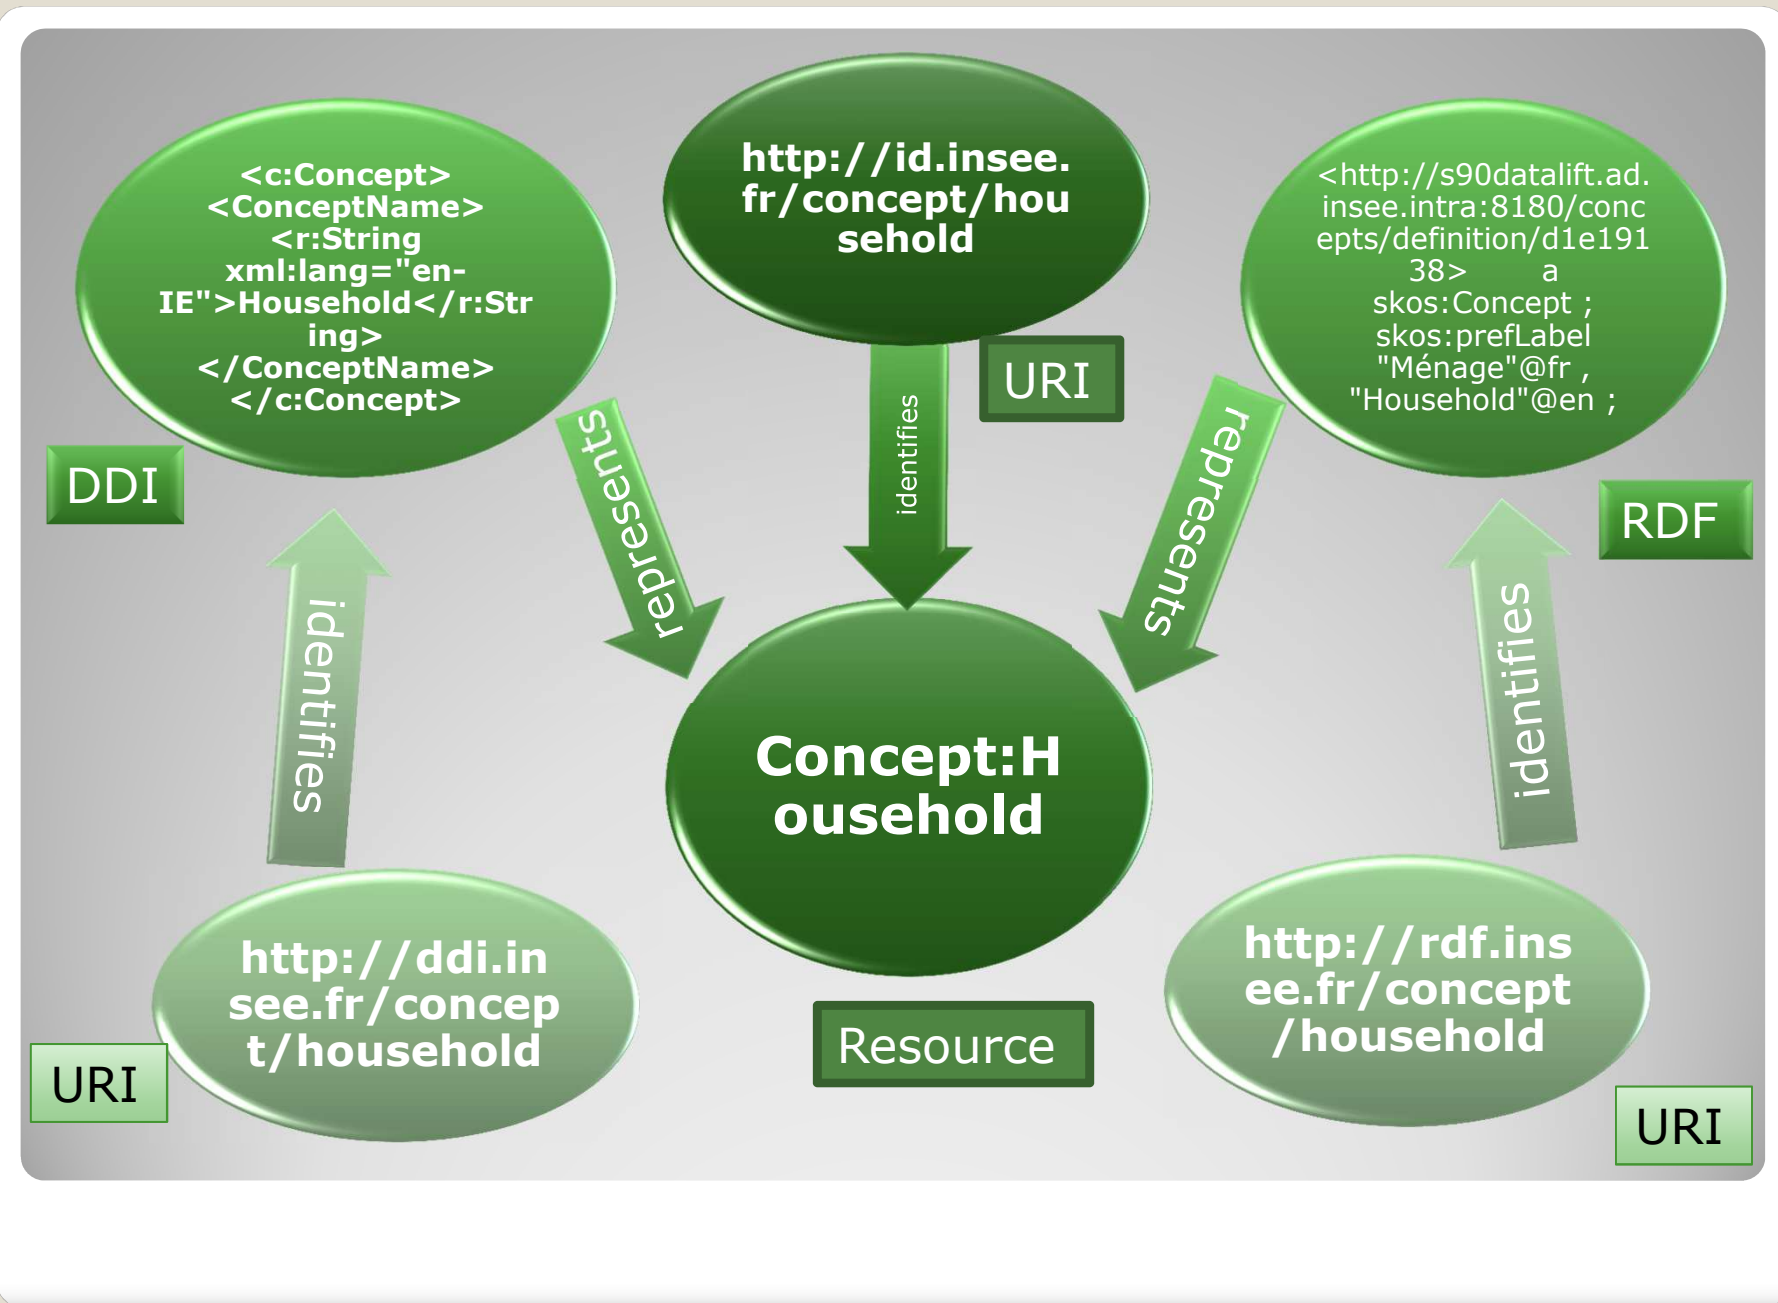 <c:Concept>
<ConceptName>
<r:String
xml:lang="en-
IE">Household</r:Str
ing>
</ConceptName>
</c:Concept>
DDI
http://id.insee.
fr/concept/hou
sehold
URI
<http://s90datalift.ad.
insee.intra:8180/conc
epts/definition/d1e191
38> a
skos:Concept ;
skos:prefLabel
"Ménage"@fr ,
"Household"@en ;
RDF
represents
identifies
represents
identifies
identifies
Concept:H
ousehold
Resource
http://ddi.in
see.fr/concep
t/household
URI
http://rdf.ins
ee.fr/concept
/household
URI